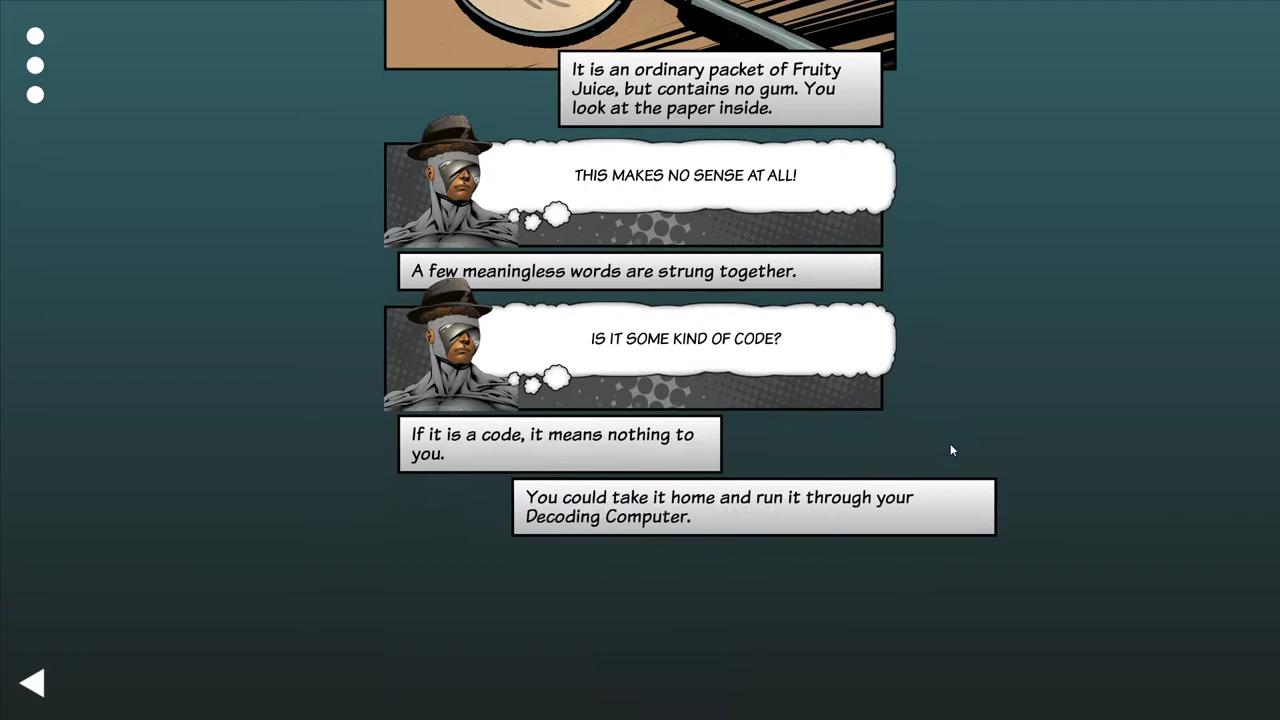 It is an ordinary packet of Fruity
Juice, but contains no gum. You
look at the paper inside.
THIS MAKES NO SENSE AT ALL!
A few meaningless words are strung together.
IS IT SOME KIND OF CODE?
If it is a code, it means nothing to
you.
You could take it home and run it through your
Decoding Computer.